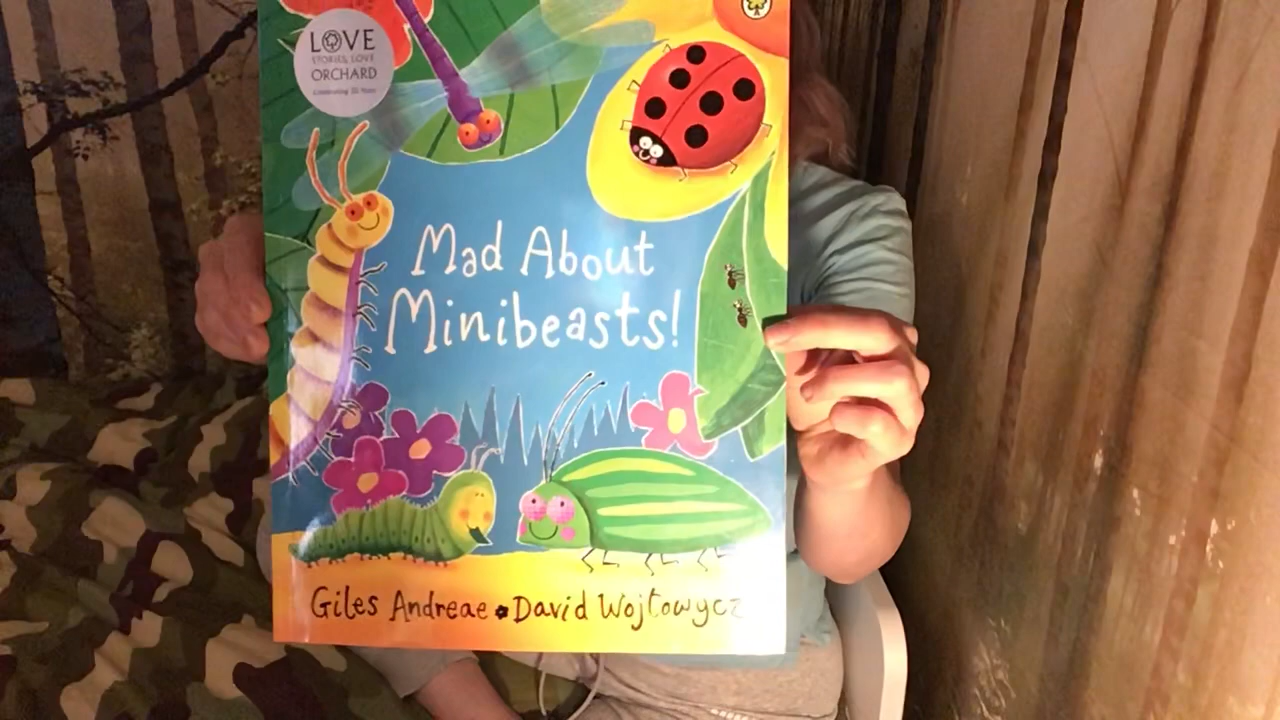 LOVE
STORIES, LOVE
ORCHARD
Mad About
Minibeasts!
Giles Andreae David Wojtowycz